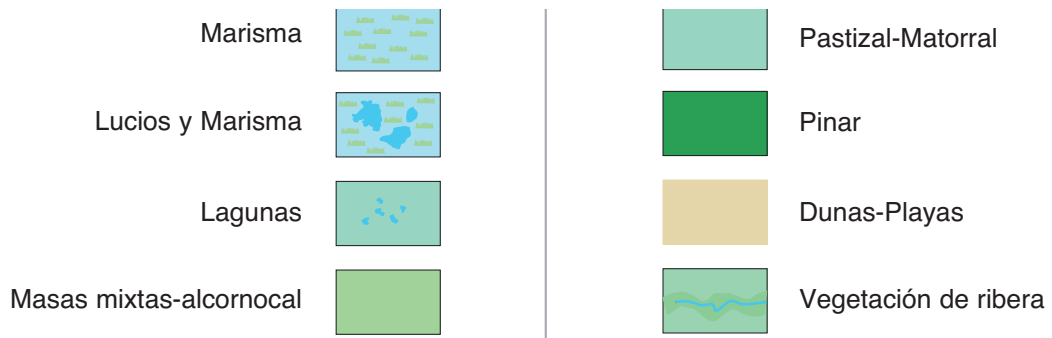 Marisma
Lucios y Marisma
Lagunas
Masas mixtas-alcornocal
Pastizal-Matorral
Pinar
Dunas-Playas
Vegetación de ribera